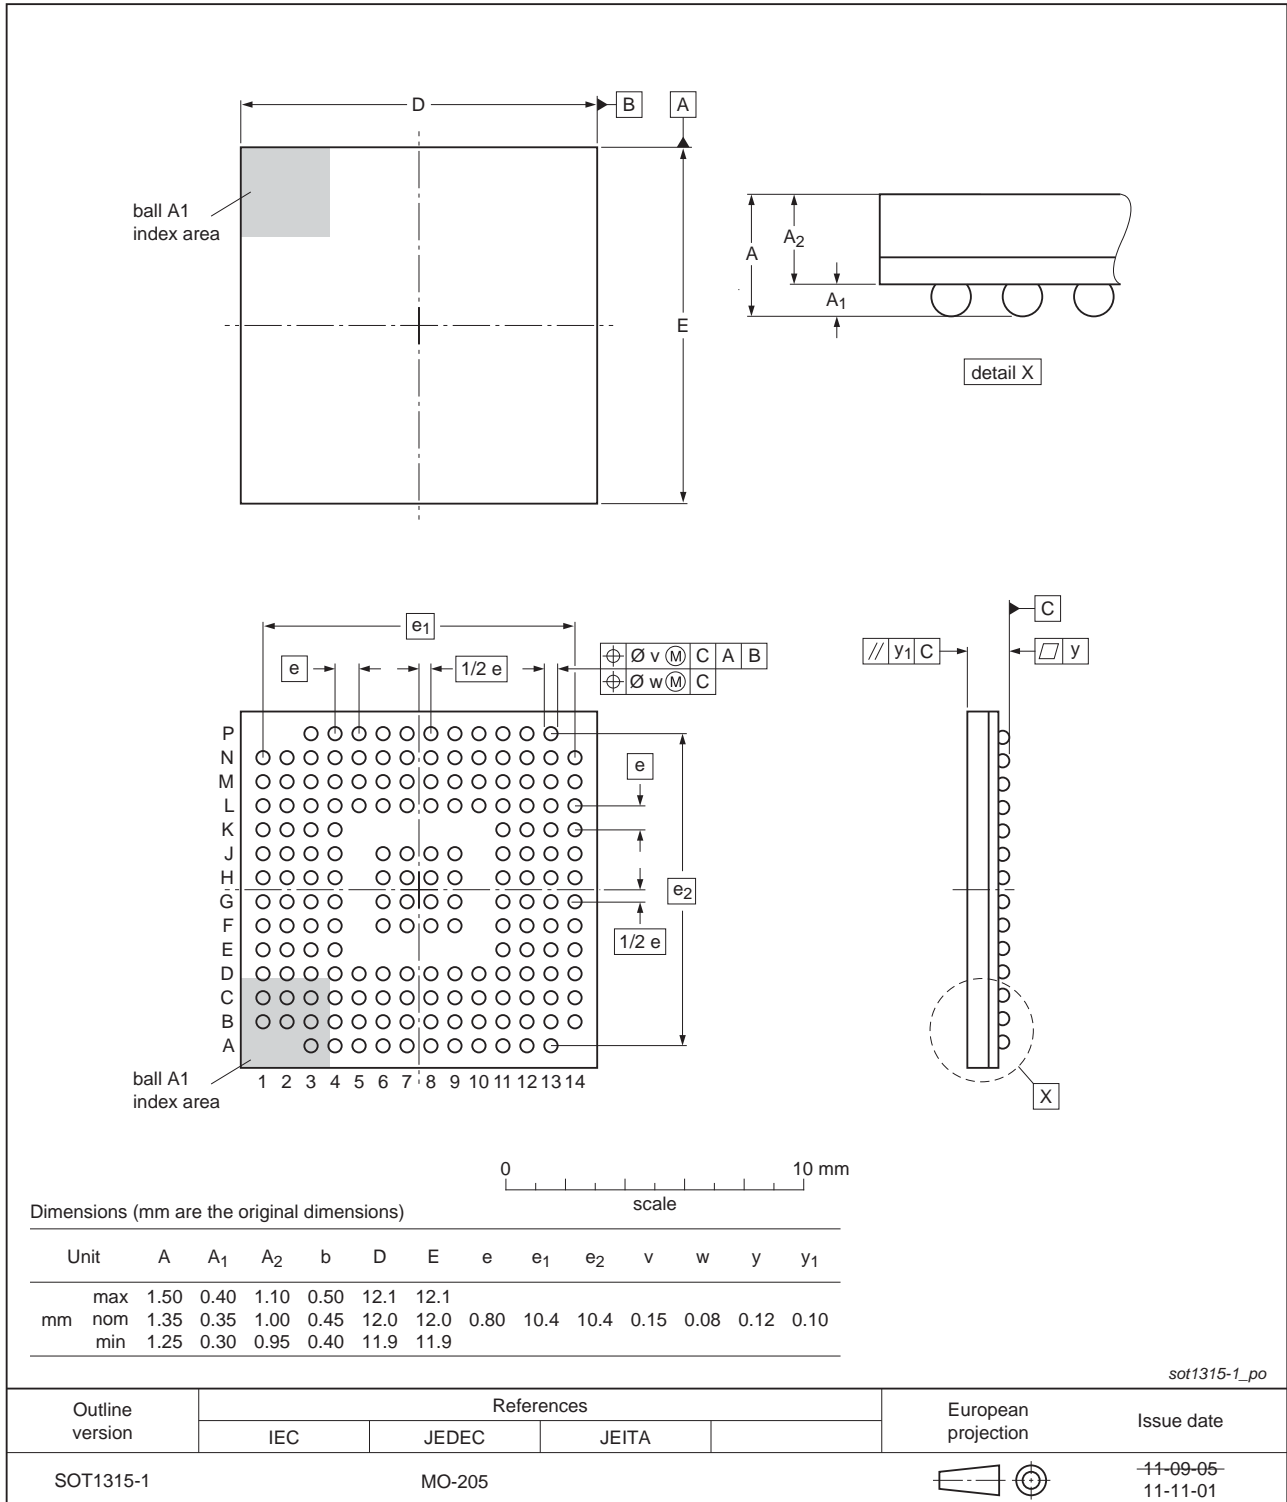 D
B
A
ball A1
index area
E
A
A2
A1
detail X
e1
e
1/2 e
Ø v Ⓜ C A B
Ø w Ⓜ C
C
// y1 C
y
P
N
M
L
K
J
H
G
F
E
D
C
B
A
e
e2
1/2 e
ball A1
index area
1 2 3 4 5 6 7 8 9 10 11 12 13 14
X
0 10 mm
scale
Dimensions (mm are the original dimensions)
Unit A A1 A2 b D E e e1 e2 v w y y1
max 1.50 0.40 1.10 0.50 12.1 12.1
mm nom 1.35 0.35 1.00 0.45 12.0 12.0 0.80 10.4 10.4 0.15 0.08 0.12 0.10
min 1.25 0.30 0.95 0.40 11.9 11.9
sot1315-1_po
Outline version
References
European projection
Issue date
IEC JEDEC JEITA
SOT1315-1 MO-205
11-09-05
11-11-01